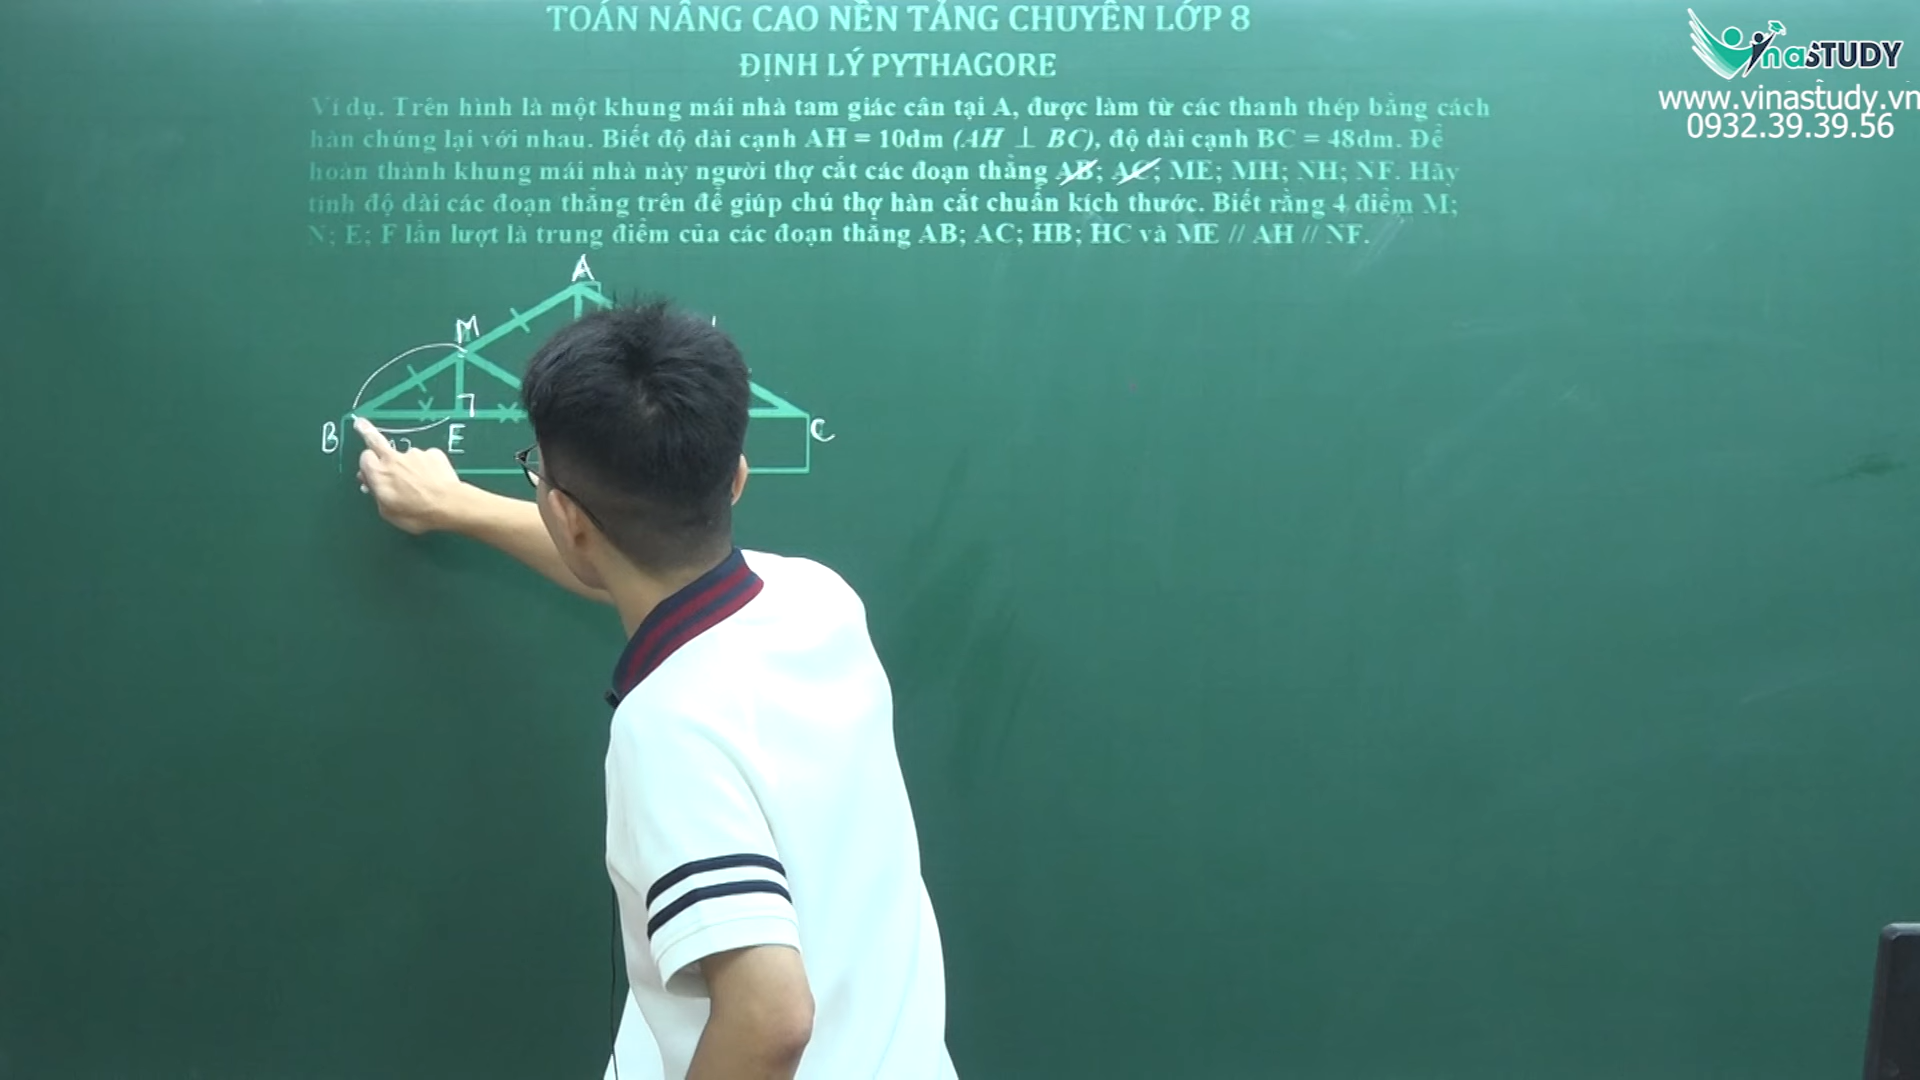 TOÁN NÂNG CAO NỀN TẢNG CHUYÊN LỚP 8
ĐỊNH LÝ PYTHAGORE
Ví dụ. Trên hình là một khung mái nhà tam giác cân tại A, được làm từ các thanh thép bằng cách
hàn chúng lại với nhau. Biết độ dài cạnh AH = 10dm (AH ⊥ BC), độ dài cạnh BC = 48dm. Để
hoàn thành khung mái nhà này người thợ cắt các đoạn thẳng AB; AC; ME; MH; NH; NF. Hãy
tính độ dài các đoạn thẳng trên để giúp chú thợ hàn cắt chuẩn kích thước. Biết rằng 4 điểm M;
N; E; F lần lượt là trung điểm của các đoạn thẳng AB; AC; HB; HC và ME // AH // NF.
VinaSTUDY
www.vinastudy.vn
0932.39.39.56
A
M
B
E
C